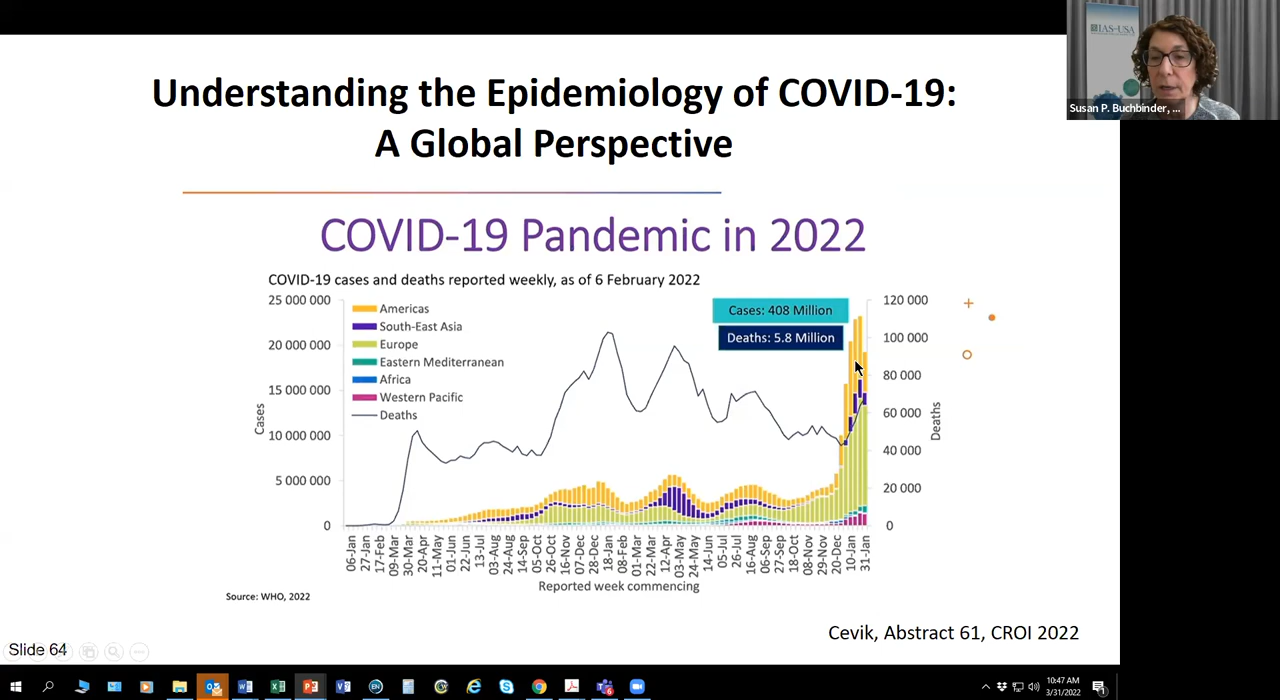 IAS-USA
Susan P. Buchbinder, ...
Understanding the Epidemiology of COVID-19:
A Global Perspective
COVID-19 Pandemic in 2022
COVID-19 cases and deaths reported weekly, as of 6 February 2022
25 000 000
20 000 000
15 000 000
10 000 000
5 000 000
0
Cases
Americas
South-East Asia
Europe
Eastern Mediterranean
Africa
Western Pacific
Deaths
Cases: 408 Million
Deaths: 5.8 Million
120 000
100 000
80 000
60 000
40 000
20 000
0
Deaths
06-Jan
27-Jan
17-Feb
09-Mar
30-Mar
20-Apr
11-May
01-Jun
22-Jun
13-Jul
03-Aug
24-Aug
14-Sep
05-Oct
26-Oct
16-Nov
07-Dec
28-Dec
18-Jan
08-Feb
01-Mar
22-Mar
12-Apr
03-May
24-May
14-Jun
05-Jul
26-Jul
16-Aug
06-Sep
27-Sep
18-Oct
08-Nov
29-Nov
20-Dec
10-Jan
31-Jan
Reported week commencing
Source: WHO, 2022
Cevik, Abstract 61, CROI 2022
Slide 64
10:47 AM
3/31/2022